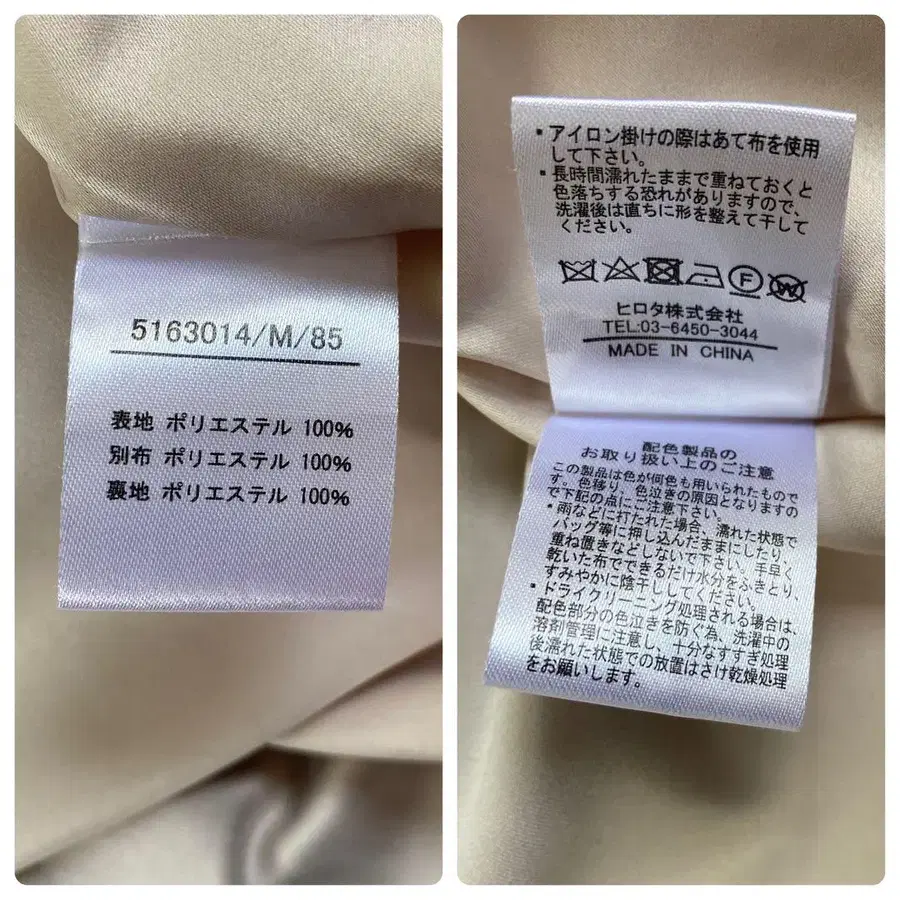 5163014/M/85
表地 ポリエステル 100%
別布 ポリエステル 100%
裏地 ポリエステル 100%
・アイロン掛けの際はあて布を使用
して下さい。
・長時間濡れたままで重ねておくと
色落ちする恐れがありますので、
洗濯後は直ちに形を整えて干して
ください。
F
W
ヒロタ株式会社
TEL:03-6450-3044
MADE IN CHINA
配色製品の
お取り扱い上のご注意
この製品は色が何色も用いられたもので
す。色移り、色泣きの原因となりますの
で下記の点にご注意下さい。
・雨などに打たれた場合、濡れた状態で
バッグ等に押し込んだままにしたり、
重ね置きなどしないで下さい。手早く
乾いた布でできるだけ水分をふきとり、
すみやかに陰干ししてください。
・ドライクリーニング処理される場合は、
配色部分の色泣きを防ぐ為、洗濯中の
溶剤管理に注意し、十分なすすぎ処理
後濡れた状態での放置はさけ乾燥処理
をお願いします。